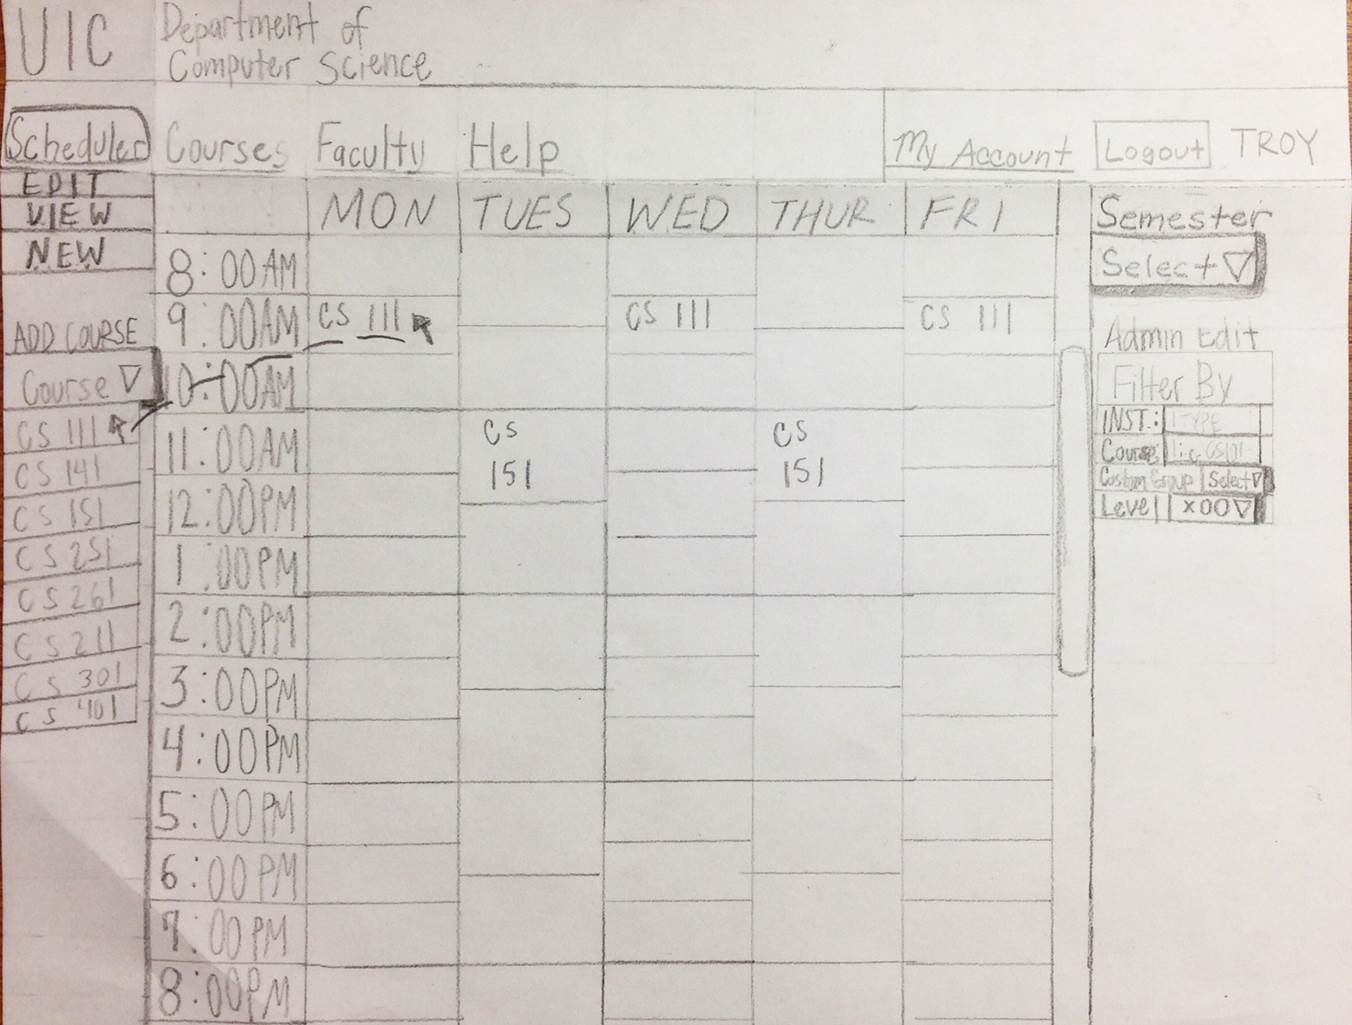 UIC
Department of
Computer Science
Scheduler Courses Faculty Help My Account Logout TROY
EDIT
VIEW
NEW
MON TUES WED THUR FRI
Semester
Select
8:00AM
9:00AM CS 111 CS 111 CS 111
10:00AM
11:00AM CS CS
151 151
12:00PM
1:00PM
2:00PM
3:00PM
4:00PM
5:00PM
6:00PM
7:00PM
8:00PM
ADD COURSE
Course
CS 111
CS 141
CS 151
CS 251
CS 261
CS 211
CS 301
CS 401
Admin Edit
Filter By
INST.: TYPE
Course: i.e. CS101
Custom Group Select
Level X00